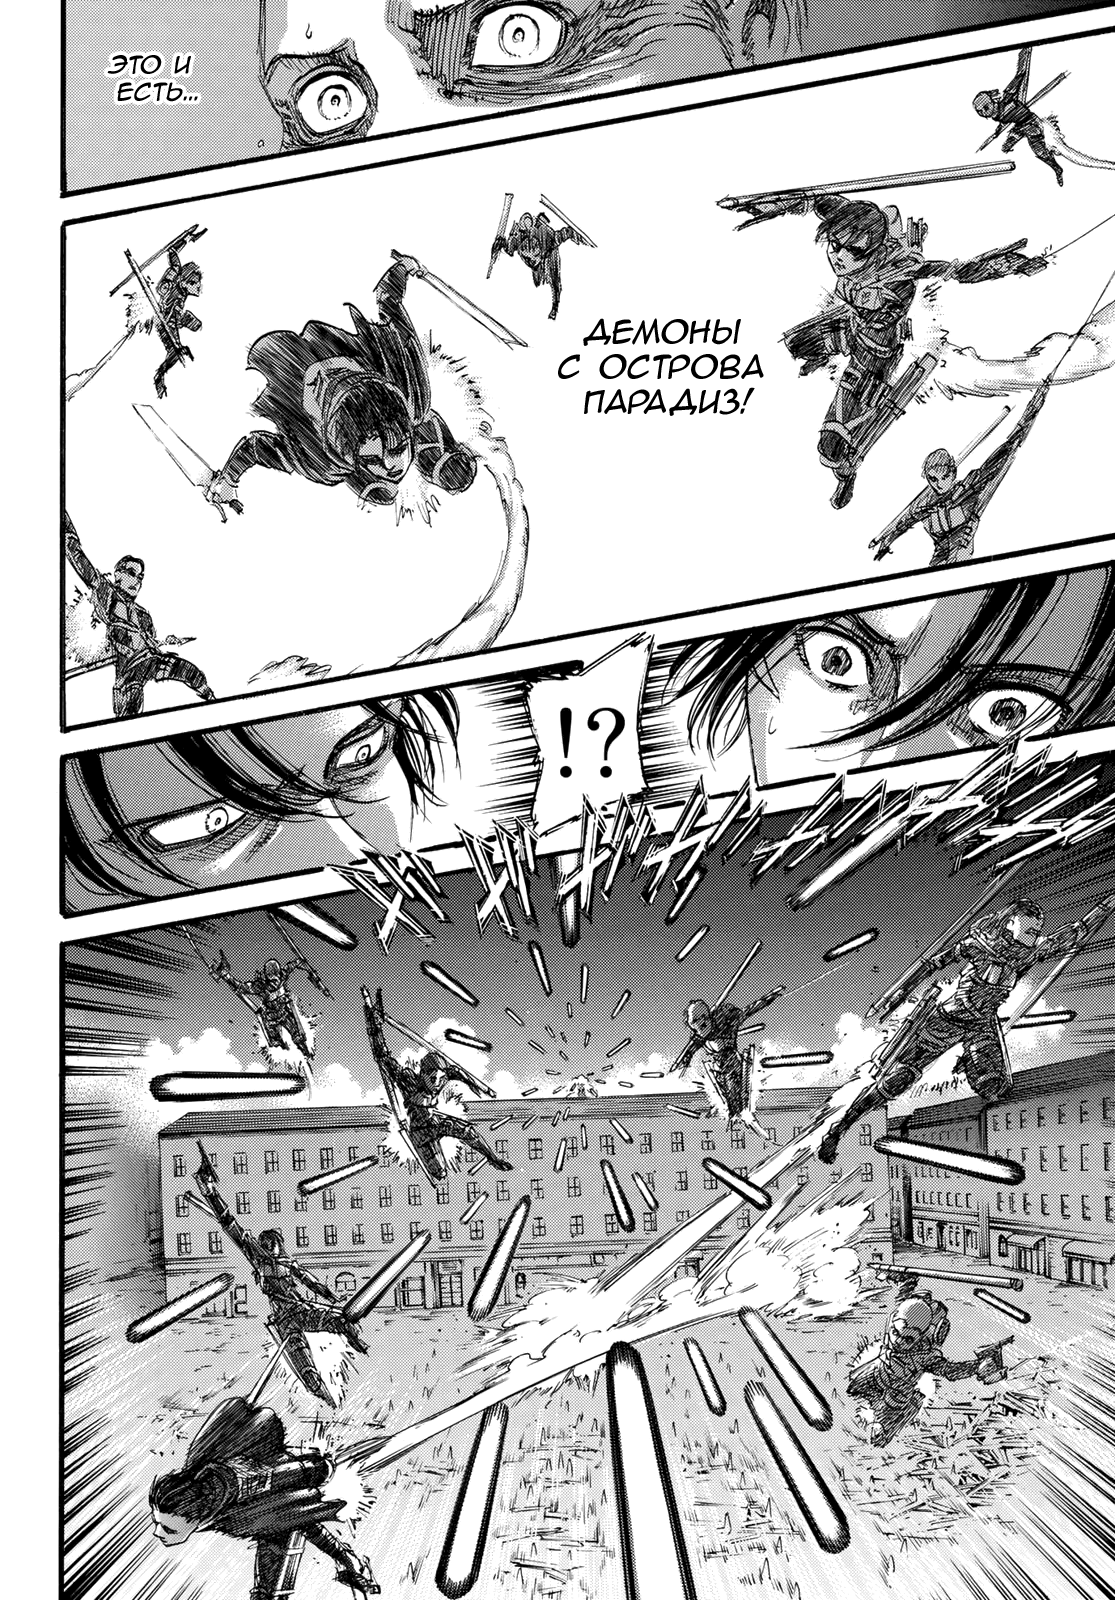 ЭТО И
ЕСТЬ...
ДЕМОНЫ
С ОСТРОВА
ПАРАДИЗ!
!?